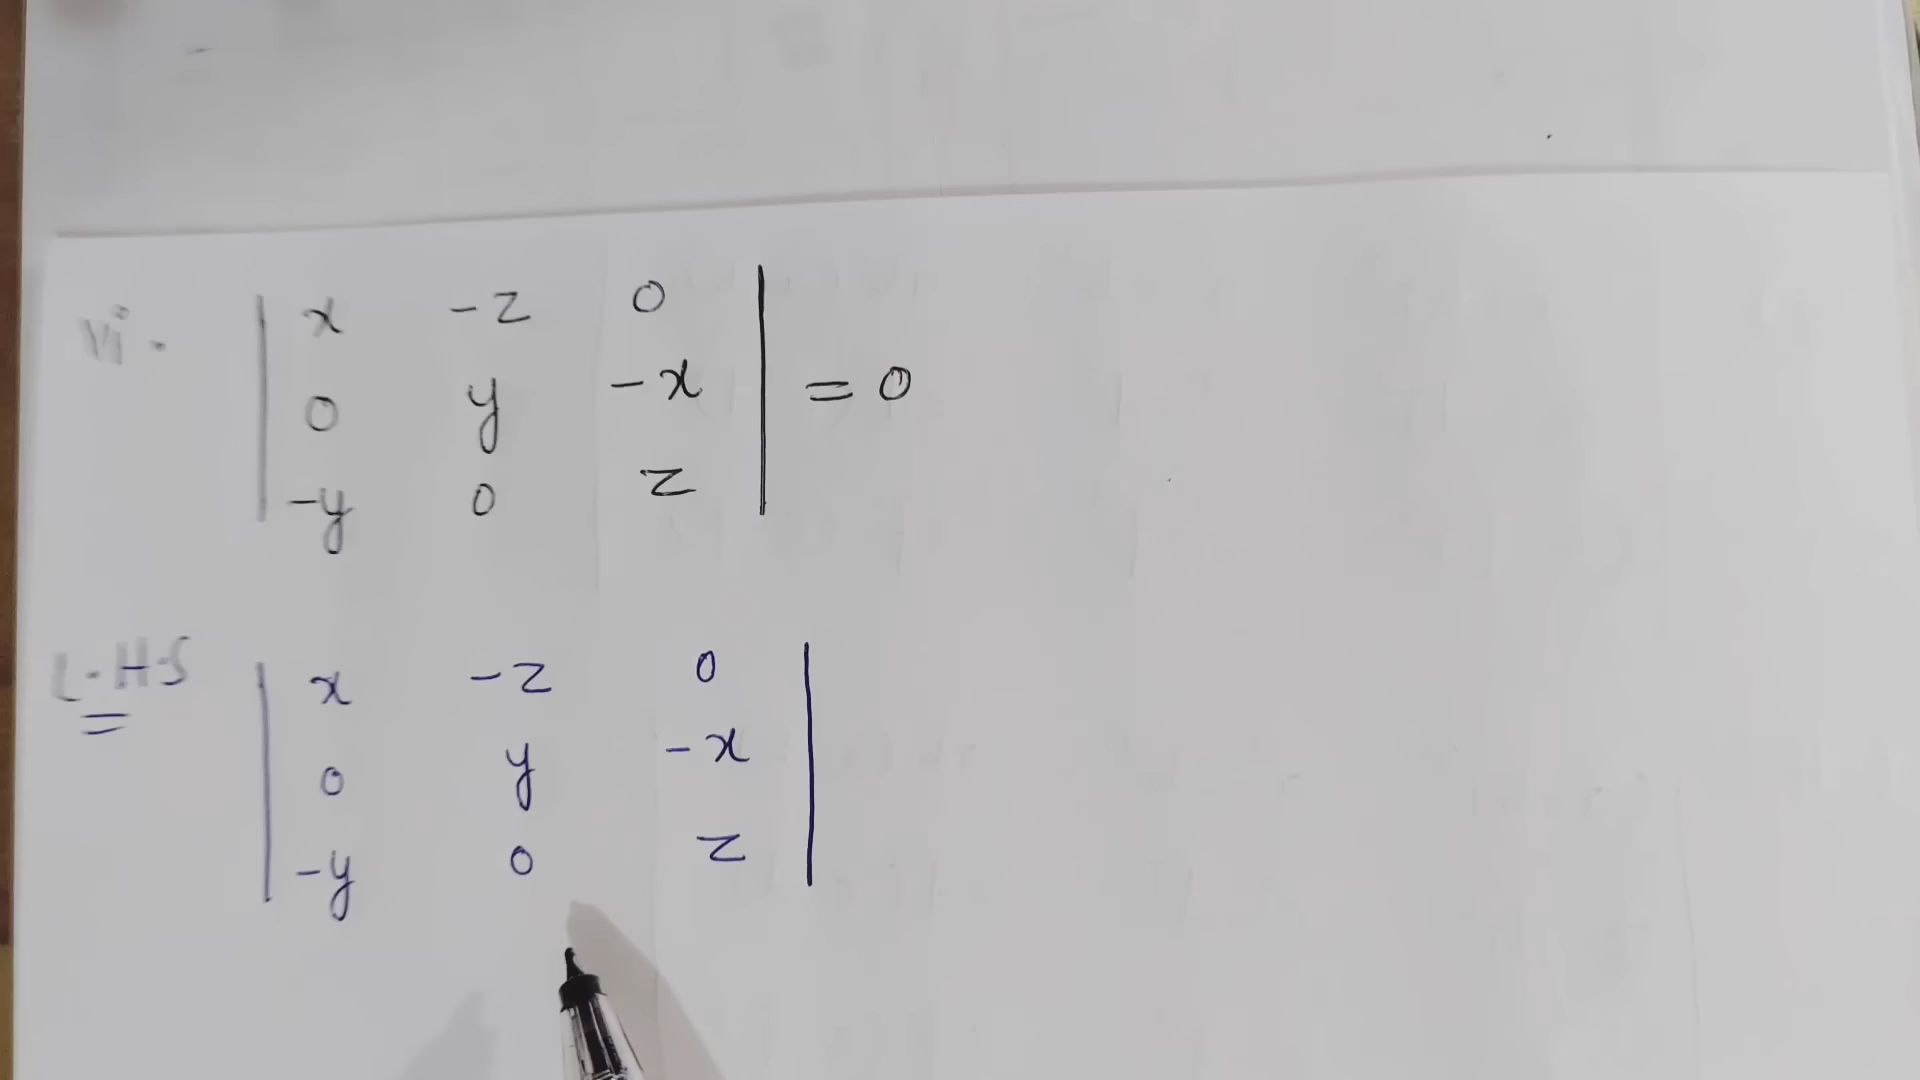 vi. | x -z 0 |
| 0 y -x | = 0
| -y 0 z |
L.H.S | x -z 0 |
| 0 y -x |
| -y 0 z |